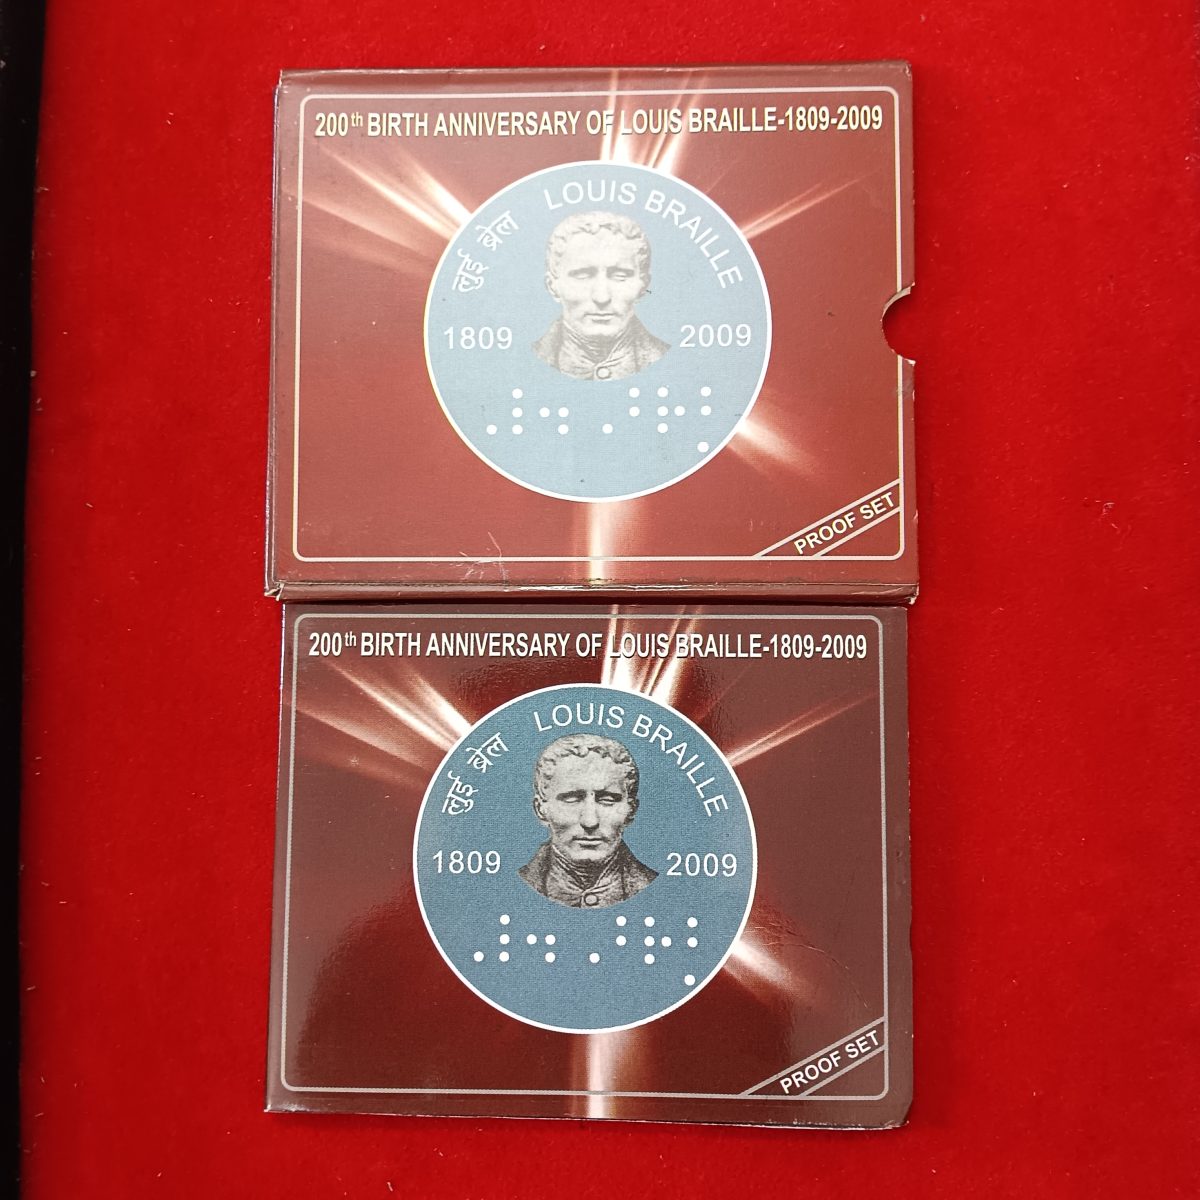 200th BIRTH ANNIVERSARY OF LOUIS BRAILLE-1809-2009
लुई ब्रेल LOUIS BRAILLE
1809 2009
PROOF SET
200th BIRTH ANNIVERSARY OF LOUIS BRAILLE-1809-2009
लुई ब्रेल LOUIS BRAILLE
1809 2009
PROOF SET